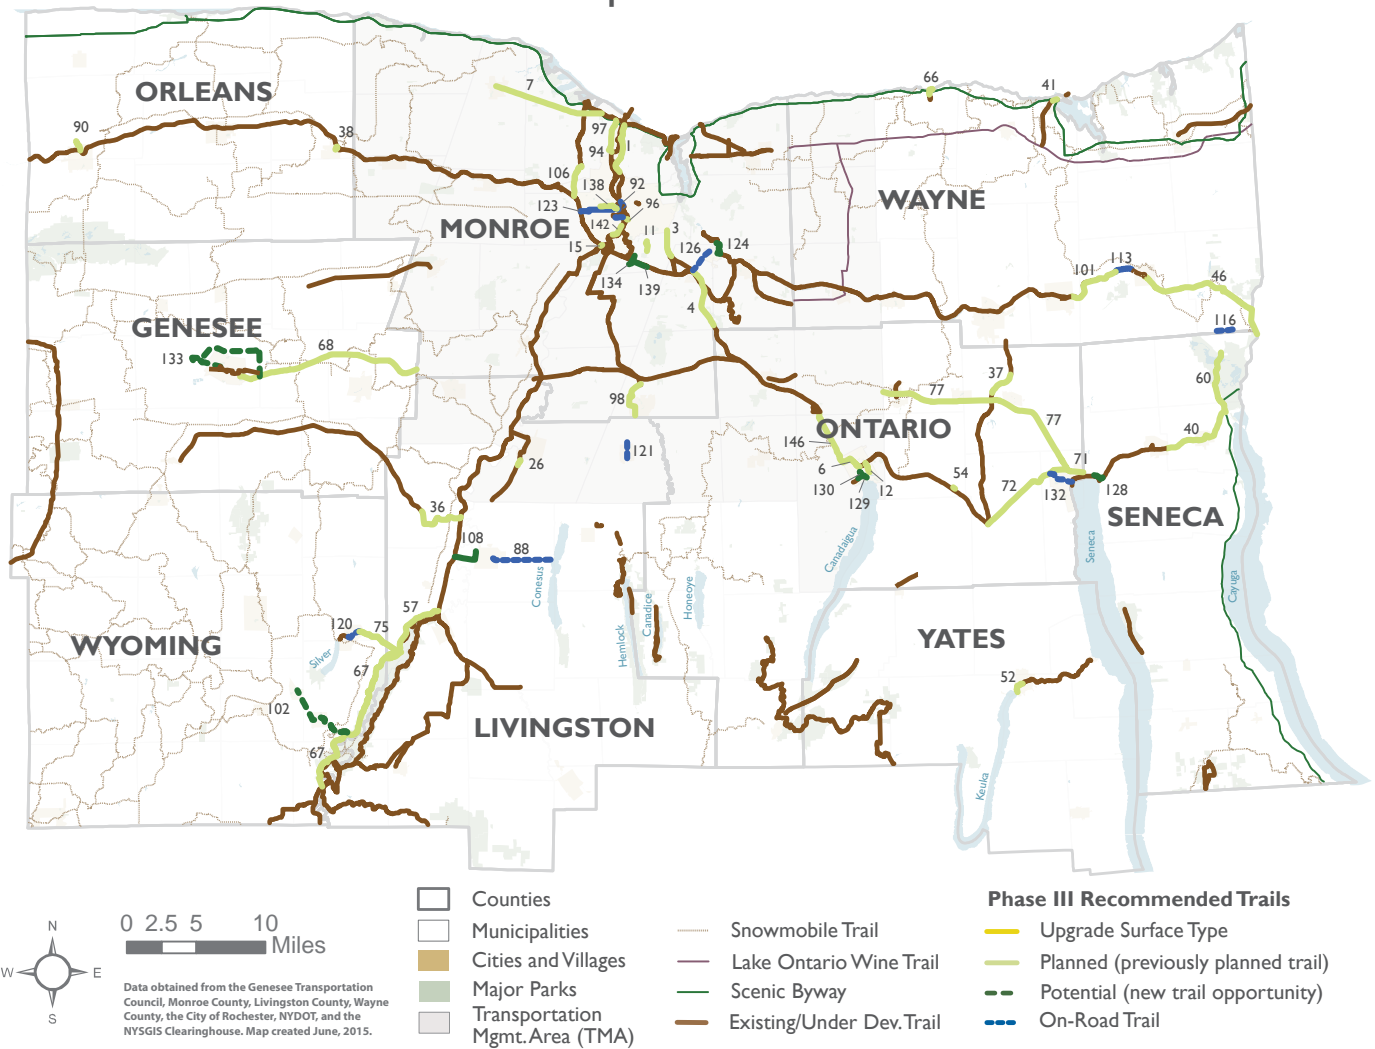 ORLEANS
7
66
41
90
38
97
94
1
106
138
92
WAYNE
123
96
MONROE
142
11
3
15
126
124
134
139
101
113
46
4
116
GENESEE
133
68
37
60
77
98
77
ONTARIO
146
40
121
26
6
54
71
130
12
72
129
132
128
36
SENECA
108
88
Canadaigua
Seneca
Cayuga
Conesus
Honeoye
Canadice
Hemlock
57
120
75
WYOMING
Silver
YATES
67
52
102
LIVINGSTON
67
Keuka
Counties
Municipalities
Cities and Villages
Major Parks
Transportation
Mgmt. Area (TMA)
Snowmobile Trail
Lake Ontario Wine Trail
Scenic Byway
Existing/Under Dev. Trail
Phase III Recommended Trails
Upgrade Surface Type
Planned (previously planned trail)
Potential (new trail opportunity)
On-Road Trail
N
W
E
S
0 2.5 5 10
Miles
Data obtained from the Genesee Transportation
Council, Monroe County, Livingston County, Wayne
County, the City of Rochester, NYDOT, and the
NYSGIS Clearinghouse. Map created June, 2015.